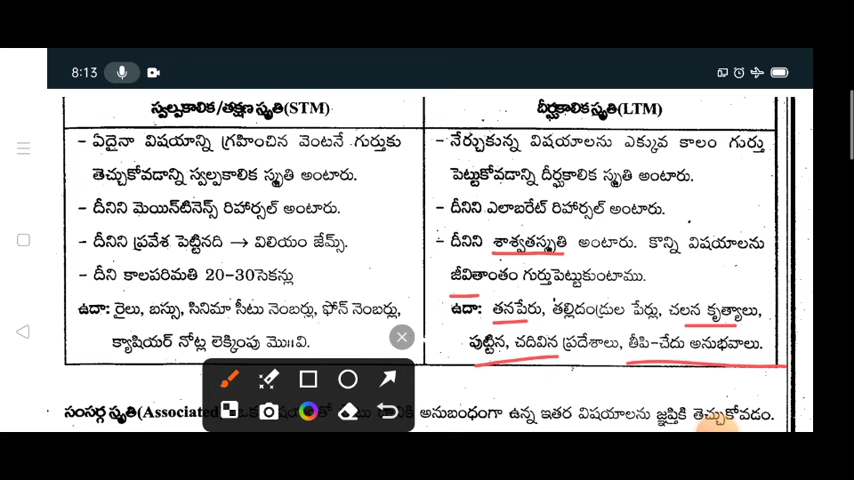 8:13
స్వల్పకాలిక/తక్షణ స్మృతి(STM)
- ఏదైనా విషయాన్ని గ్రహించిన వెంటనే గుర్తుకు
తెచ్చుకోవడాన్ని స్వల్పకాలిక స్మృతి అంటారు.
- దీనిని మెయిన్‌టినెన్స్ రిహార్సల్ అంటారు.
- దీనిని ప్రవేశ పెట్టినది → విలియం జేమ్స్.
- దీని కాలపరిమతి 20-30సెకన్లు
ఉదా: రైలు, బస్సు, సినిమా సీటు నెంబర్లు, ఫోన్ నెంబర్లు,
క్యాషియర్ నోట్ల లెక్కింపు మొ॥వి.
దీర్ఘకాలిక స్మృతి(LTM)
- నేర్చుకున్న విషయాలను ఎక్కువ కాలం గుర్తు
పెట్టుకోవడాన్ని దీర్ఘకాలిక స్మృతి అంటారు.
- దీనిని ఎలాబరేట్ రిహార్సల్ అంటారు.
- దీనిని శాశ్వతస్మృతి అంటారు. కొన్ని విషయాలను
జీవితాంతం గుర్తుపెట్టుకుంటాము.
ఉదా: తనపేరు, తల్లిదండ్రుల పేర్లు, చలన కృత్యాలు,
పుట్టిన, చదివిన ప్రదేశాలు, తీపి-చేదు అనుభవాలు.
సంసర్గ స్మృతి(Associated అనుబంధంగా ఉన్న ఇతర విషయాలను జ్ఞప్తికి తెచ్చుకోవడం.